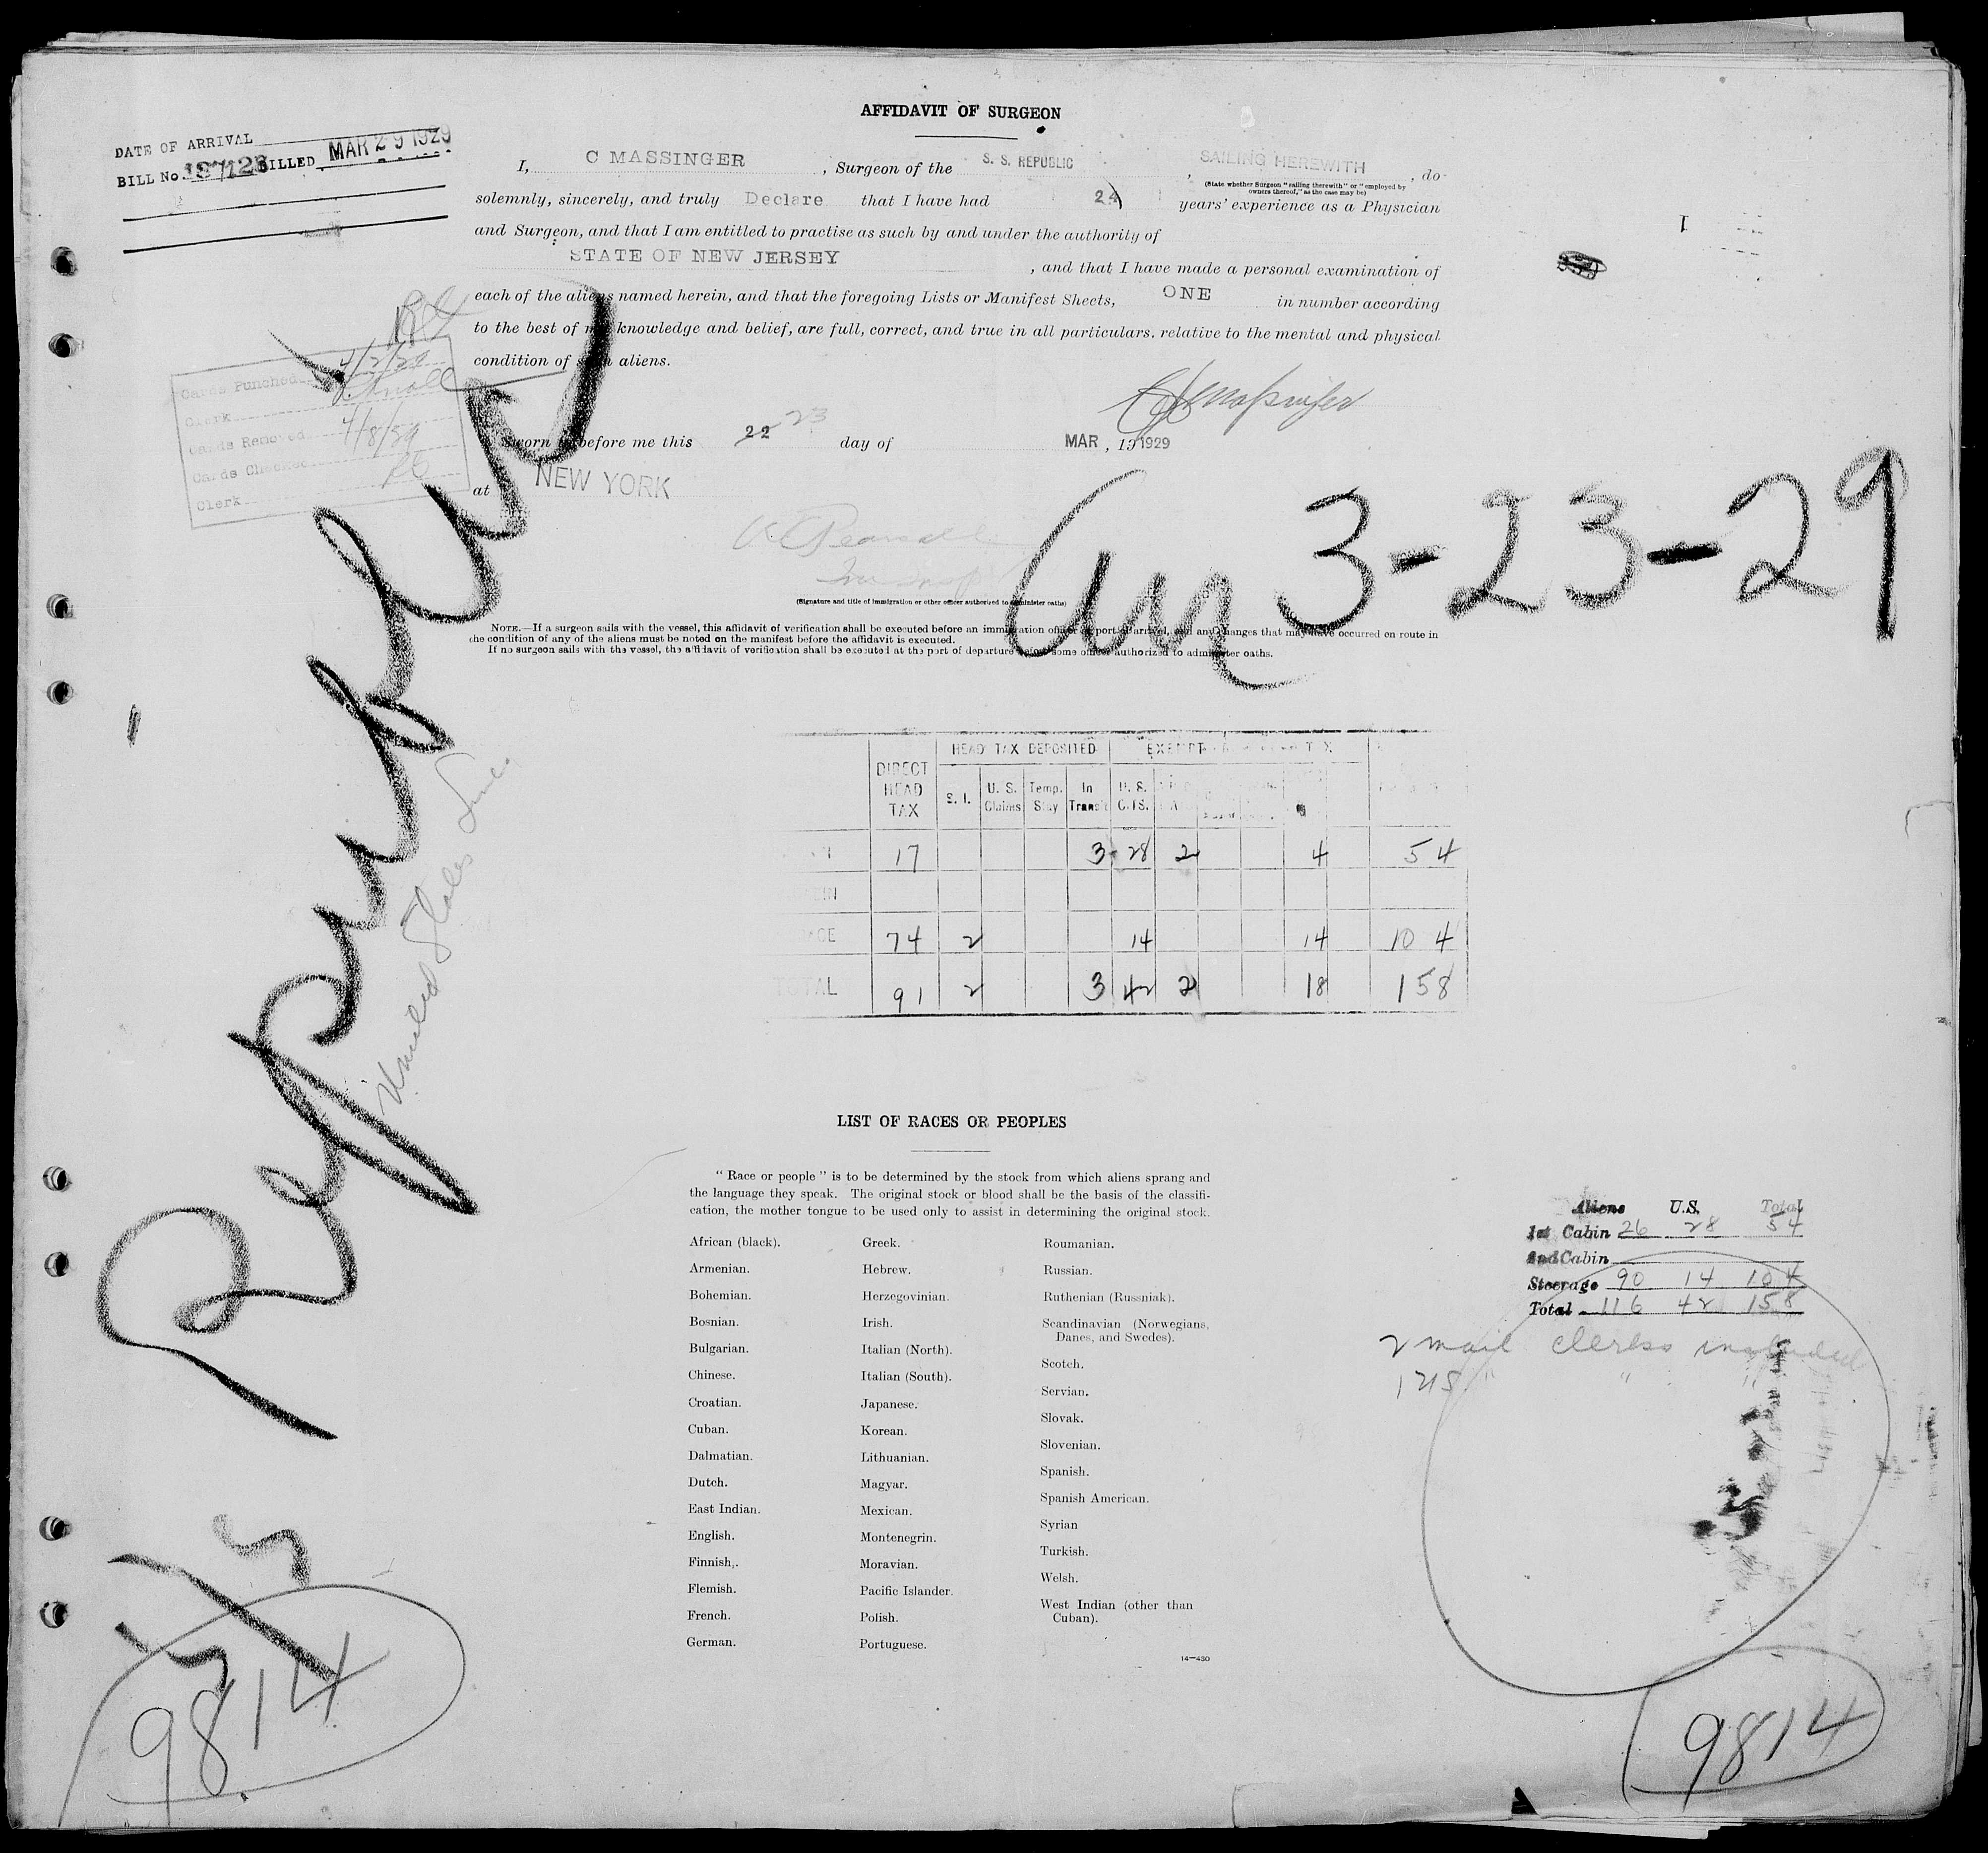 AFFIDAVIT OF SURGEON
DATE OF ARRIVAL
BILL No. BILLED MAR 29 1929
I, C MASSINGER, Surgeon of the S. S. REPUBLIC, SAILING HEREWITH, do
(State whether Surgeon "sailing therewith" or "employed by
owners thereof," as the case may be)
solemnly, sincerely, and truly Declare that I have had 24 years' experience as a Physician
and Surgeon, and that I am entitled to practise as such by and under the authority of
STATE OF NEW JERSEY, and that I have made a personal examination of
each of the aliens named herein, and that the foregoing Lists or Manifest Sheets, ONE in number according
to the best of my knowledge and belief, are full, correct, and true in all particulars, relative to the mental and physical
condition of such aliens.
Cards Punched 4/2/29
Clerk
Cards Removed 4/8/29
Cards Checked
Clerk
Sworn to before me this 22 23 day of MAR, 19 1929
at NEW YORK
(Signature and title of immigration or other officer authorized to administer oaths)
Arr 3-23-29
NOTE.—If a surgeon sails with the vessel, this affidavit of verification shall be executed before an immigration officer at port of arrival, and any changes that may have occurred on route in
the condition of any of the aliens must be noted on the manifest before the affidavit is executed.
If no surgeon sails with the vessel, the affidavit of verification shall be executed at the port of departure before some officer authorized to administer oaths.
Republic
United States Lines
DIRECT HEAD TAX HEAD TAX DEPOSITED EXEMPT
S. I. U. S. Claims Temp. Stay In Transit U. S. CTS.
17 3 28 2 4 54
74 2 14 14 104
TOTAL 91 2 3 42 2 18 158
LIST OF RACES OR PEOPLES
"Race or people" is to be determined by the stock from which aliens sprang and
the language they speak. The original stock or blood shall be the basis of the classifi-
cation, the mother tongue to be used only to assist in determining the original stock.
African (black).
Armenian.
Bohemian.
Bosnian.
Bulgarian.
Chinese.
Croatian.
Cuban.
Dalmatian.
Dutch.
East Indian.
English.
Finnish.
Flemish.
French.
German.
Greek.
Hebrew.
Herzegovinian.
Irish.
Italian (North).
Italian (South).
Japanese.
Korean.
Lithuanian.
Magyar.
Mexican.
Montenegrin.
Moravian.
Pacific Islander.
Polish.
Portuguese.
Roumanian.
Russian.
Ruthenian (Russniak).
Scandinavian (Norwegians,
Danes, and Swedes).
Scotch.
Servian.
Slovak.
Slovenian.
Spanish.
Spanish American.
Syrian
Turkish.
Welsh.
West Indian (other than
Cuban).
14—430
Aliens U.S. Total
1st Cabin 26 28 54
2nd Cabin
Steerage 90 14 104
Total 116 42 158
2 mail clerks included
9814
9814